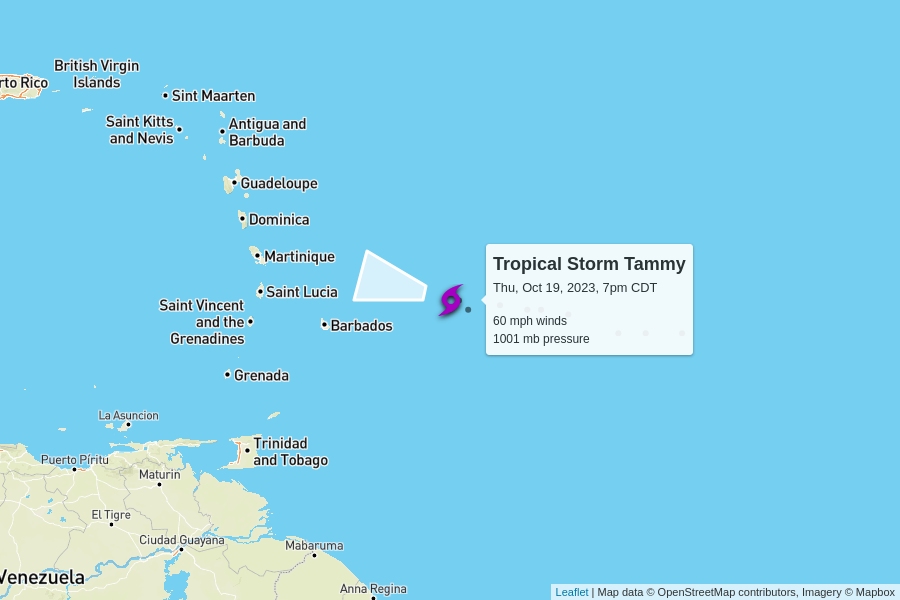 British Virgin
Islands
rto Rico
Sint Maarten
Saint Kitts
and Nevis
Antigua and
Barbuda
Guadeloupe
Dominica
Martinique
Saint Lucia
Saint Vincent
and the
Grenadines
Barbados
Grenada
Tropical Storm Tammy
Thu, Oct 19, 2023, 7pm CDT
60 mph winds
1001 mb pressure
La Asuncion
Trinidad
and Tobago
Puerto Píritu
Maturin
El Tigre
Ciudad Guayana
Mabaruma
Venezuela
Anna Regina
Leaflet | Map data © OpenStreetMap contributors, Imagery © Mapbox